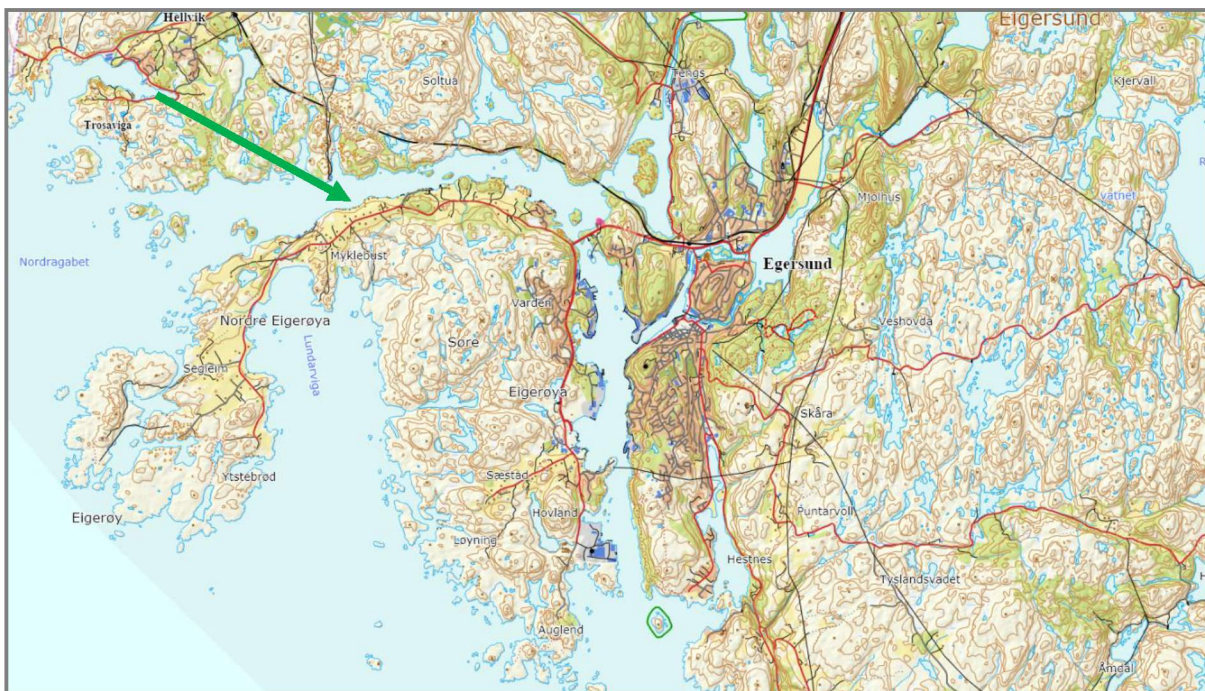 Hellvik
Eigersund
Tengs
Soltua
Kjervall
Trosaviga
Mjølhus
vatnet
Nordragabet
Myklebust
Egersund
Varden
Nordre Eigerøya
Veshovda
Søre
Lundarviga
Segleim
Eigerøya
Skåra
Sæstad
Ytstebrød
Hovland
Puntarvoll
Eigerøy
Løyning
Hestnes
Tyslandsvadet
Auglend
Åmdal